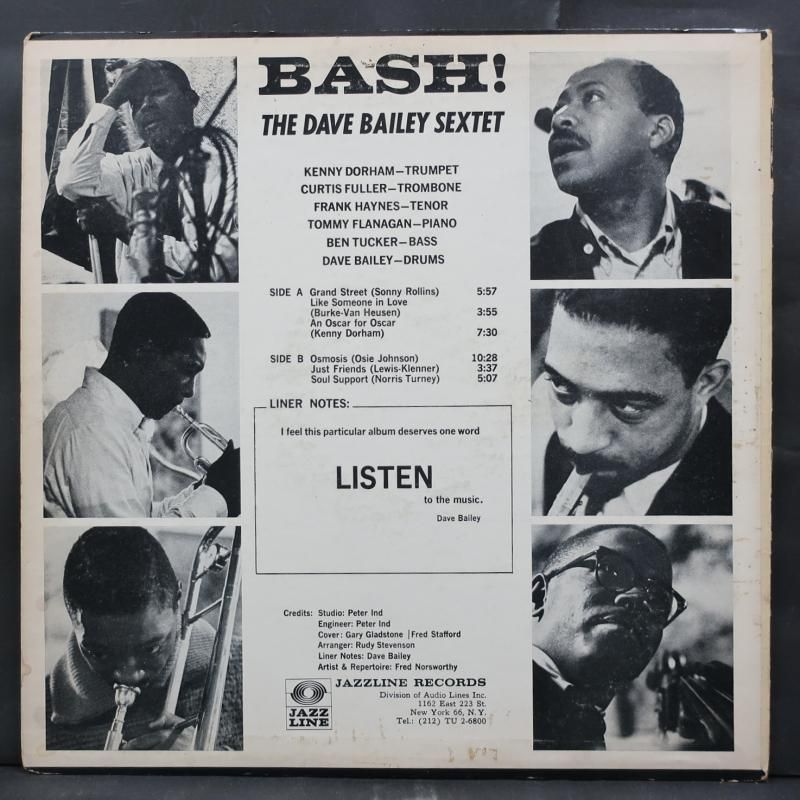 BASH!
THE DAVE BAILEY SEXTET
KENNY DORHAM—TRUMPET
CURTIS FULLER—TROMBONE
FRANK HAYNES—TENOR
TOMMY FLANAGAN—PIANO
BEN TUCKER—BASS
DAVE BAILEY—DRUMS
SIDE A Grand Street (Sonny Rollins) 5:57
Like Someone in Love
(Burke-Van Heusen) 3:55
An Oscar for Oscar
(Kenny Dorham) 7:30
SIDE B Osmosis (Osie Johnson) 10:28
Just Friends (Lewis-Klenner) 3:37
Soul Support (Norris Turney) 5:07
LINER NOTES:
I feel this particular album deserves one word
LISTEN
to the music.
Dave Bailey
Credits: Studio: Peter Ind
Engineer: Peter Ind
Cover: Gary Gladstone | Fred Stafford
Arranger: Rudy Stevenson
Liner Notes: Dave Bailey
Artist & Repertoire: Fred Norsworthy
JAZZ LINE
JAZZLINE RECORDS
Division of Audio Lines Inc.
1162 East 223 St.
New York 66, N.Y.
Tel.: (212) TU 2-6800